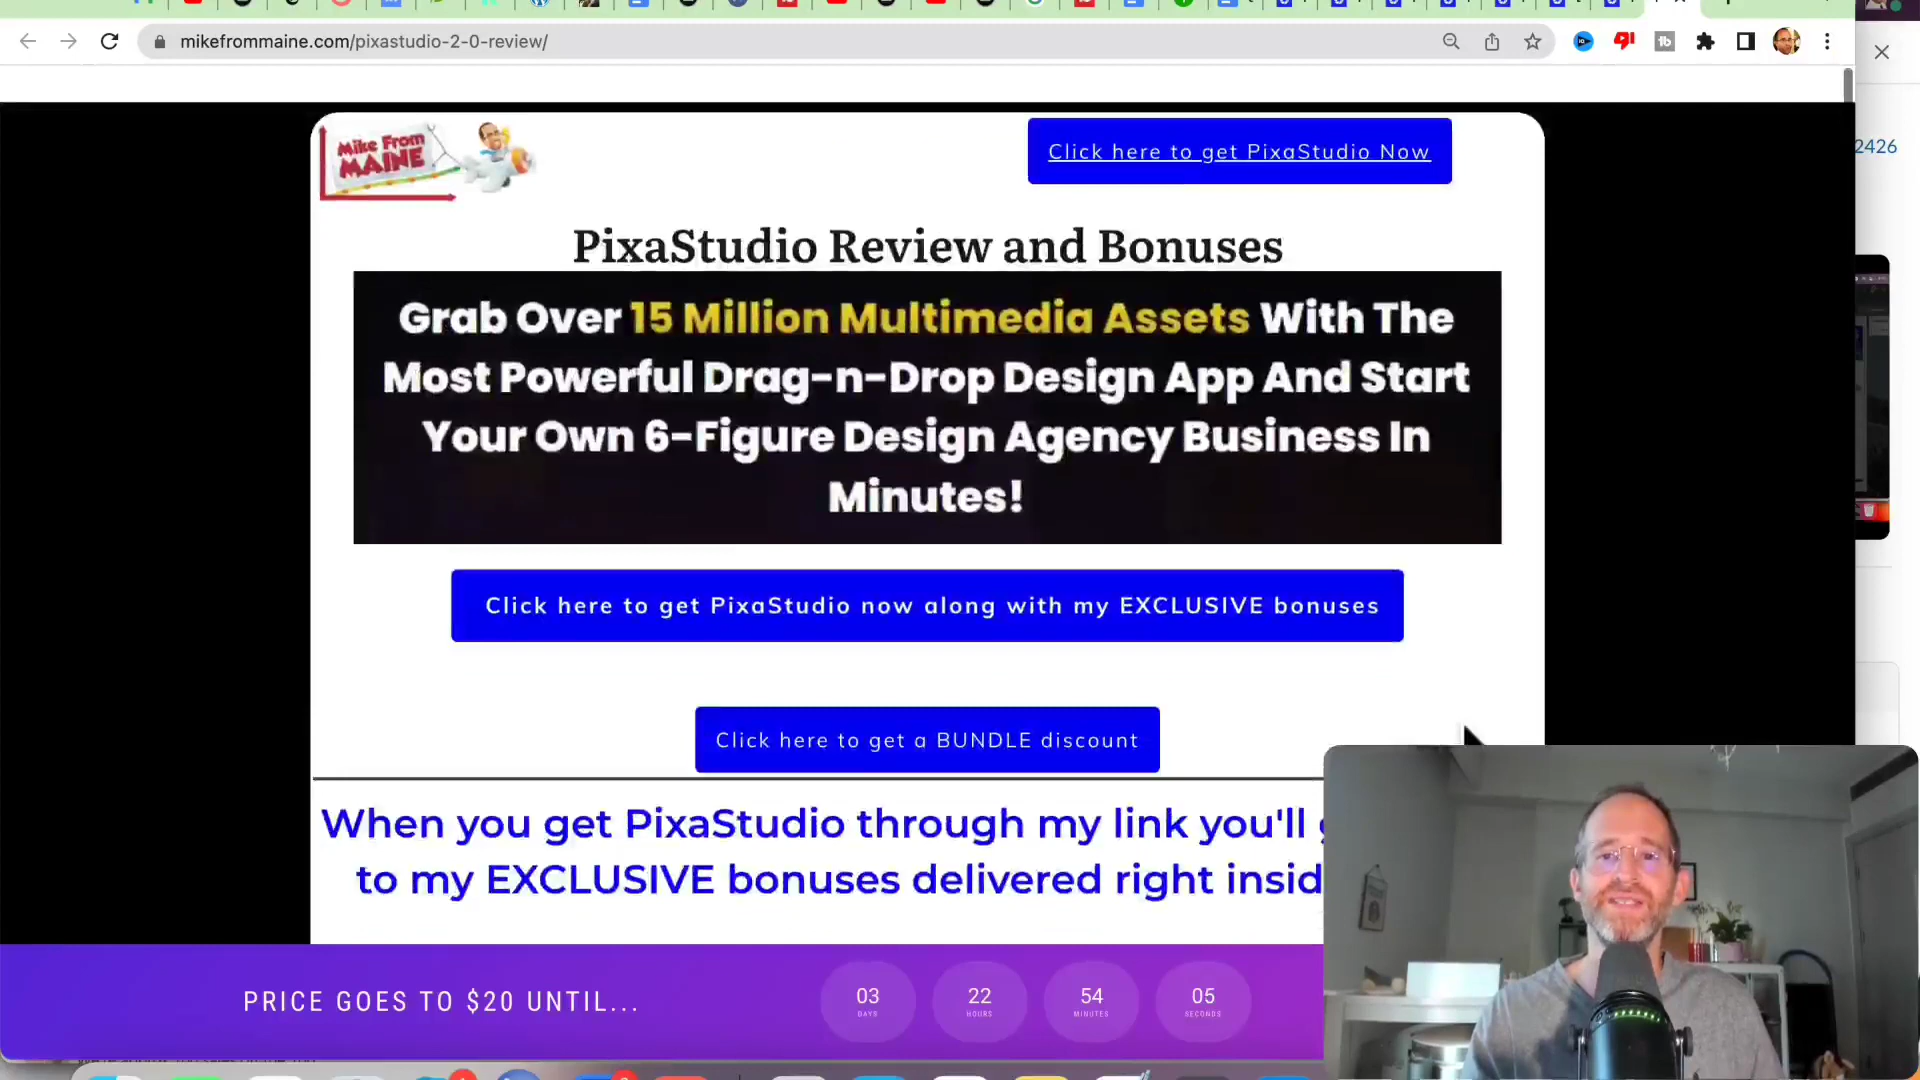 mikefrommaine.com/pixastudio-2-0-review/
2426
Mike From
MAINE
Click here to get PixaStudio Now
PixaStudio Review and Bonuses
Grab Over 15 Million Multimedia Assets With The
Most Powerful Drag-n-Drop Design App And Start
Your Own 6-Figure Design Agency Business In
Minutes!
Click here to get PixaStudio now along with my EXCLUSIVE bonuses
Click here to get a BUNDLE discount
When you get PixaStudio through my link you'll
to my EXCLUSIVE bonuses delivered right insid
PRICE GOES TO $20 UNTIL...
03 22 54 05
DAYS HOURS MINUTES SECONDS